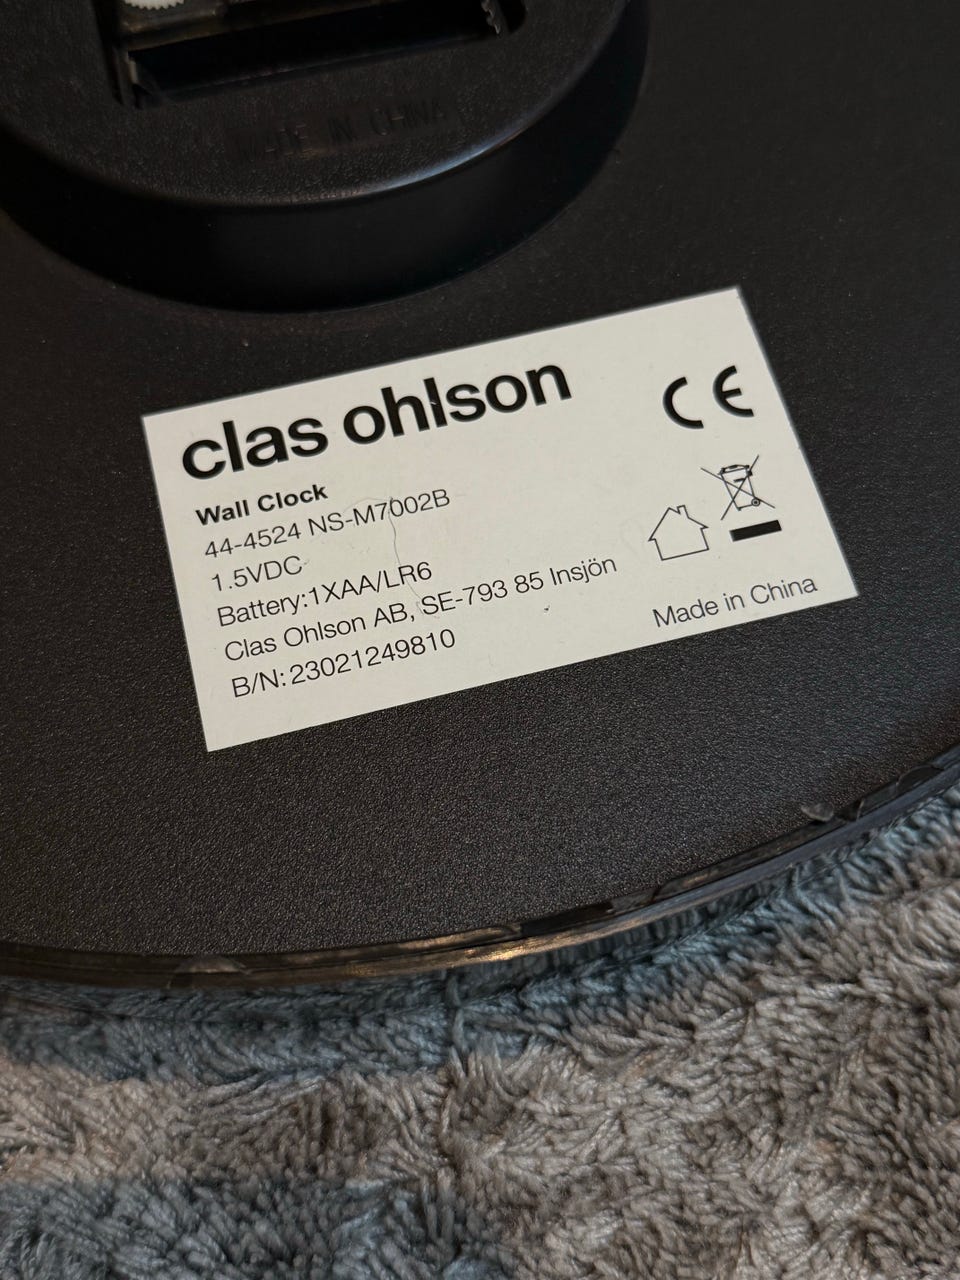 MADE IN CHINA
clas ohlson
CE
Wall Clock
44-4524 NS-M7002B
1.5VDC
Battery:1XAA/LR6
Clas Ohlson AB, SE-793 85 Insjön
B/N:23021249810
Made in China